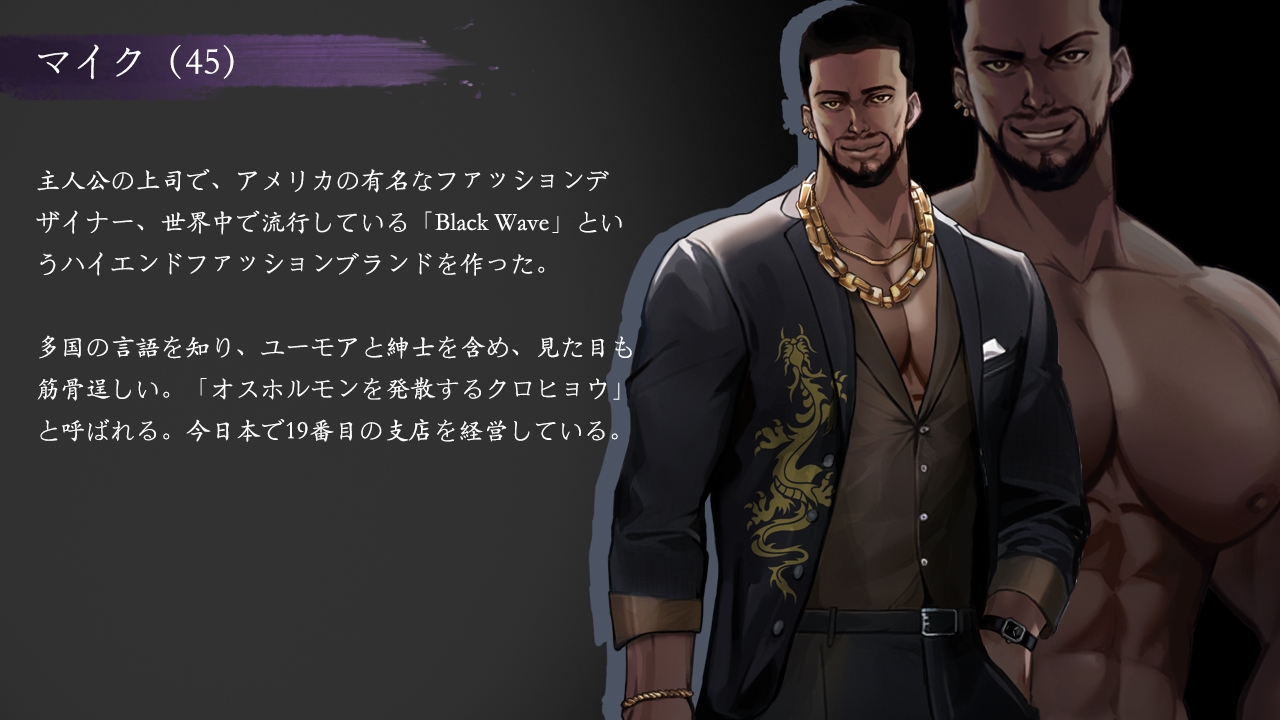 マイク（45）
主人公の上司で、アメリカの有名なファッションデ
ザイナー、世界中で流行している「Black Wave」とい
うハイエンドファッションブランドを作った。
多国の言語を知り、ユーモアと紳士を含め、見た目も
筋骨逞しい。「オスホルモンを発散するクロヒョウ」
と呼ばれる。今日本で19番目の支店を経営している。